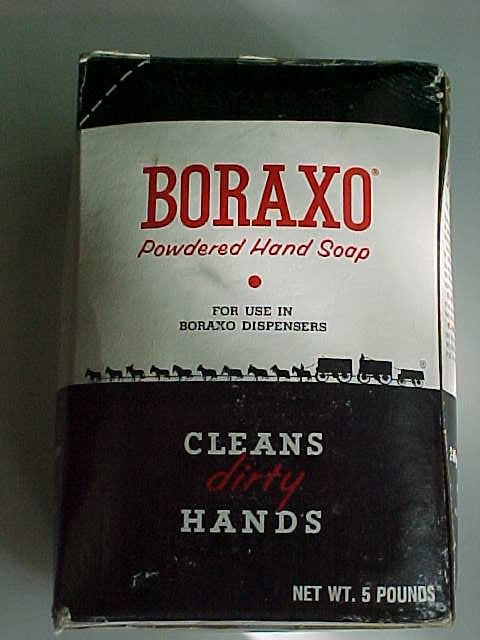 BORAXO®
Powdered Hand Soap
FOR USE IN
BORAXO DISPENSERS
®
CLEANS
dirty
HANDS
NET WT. 5 POUNDS